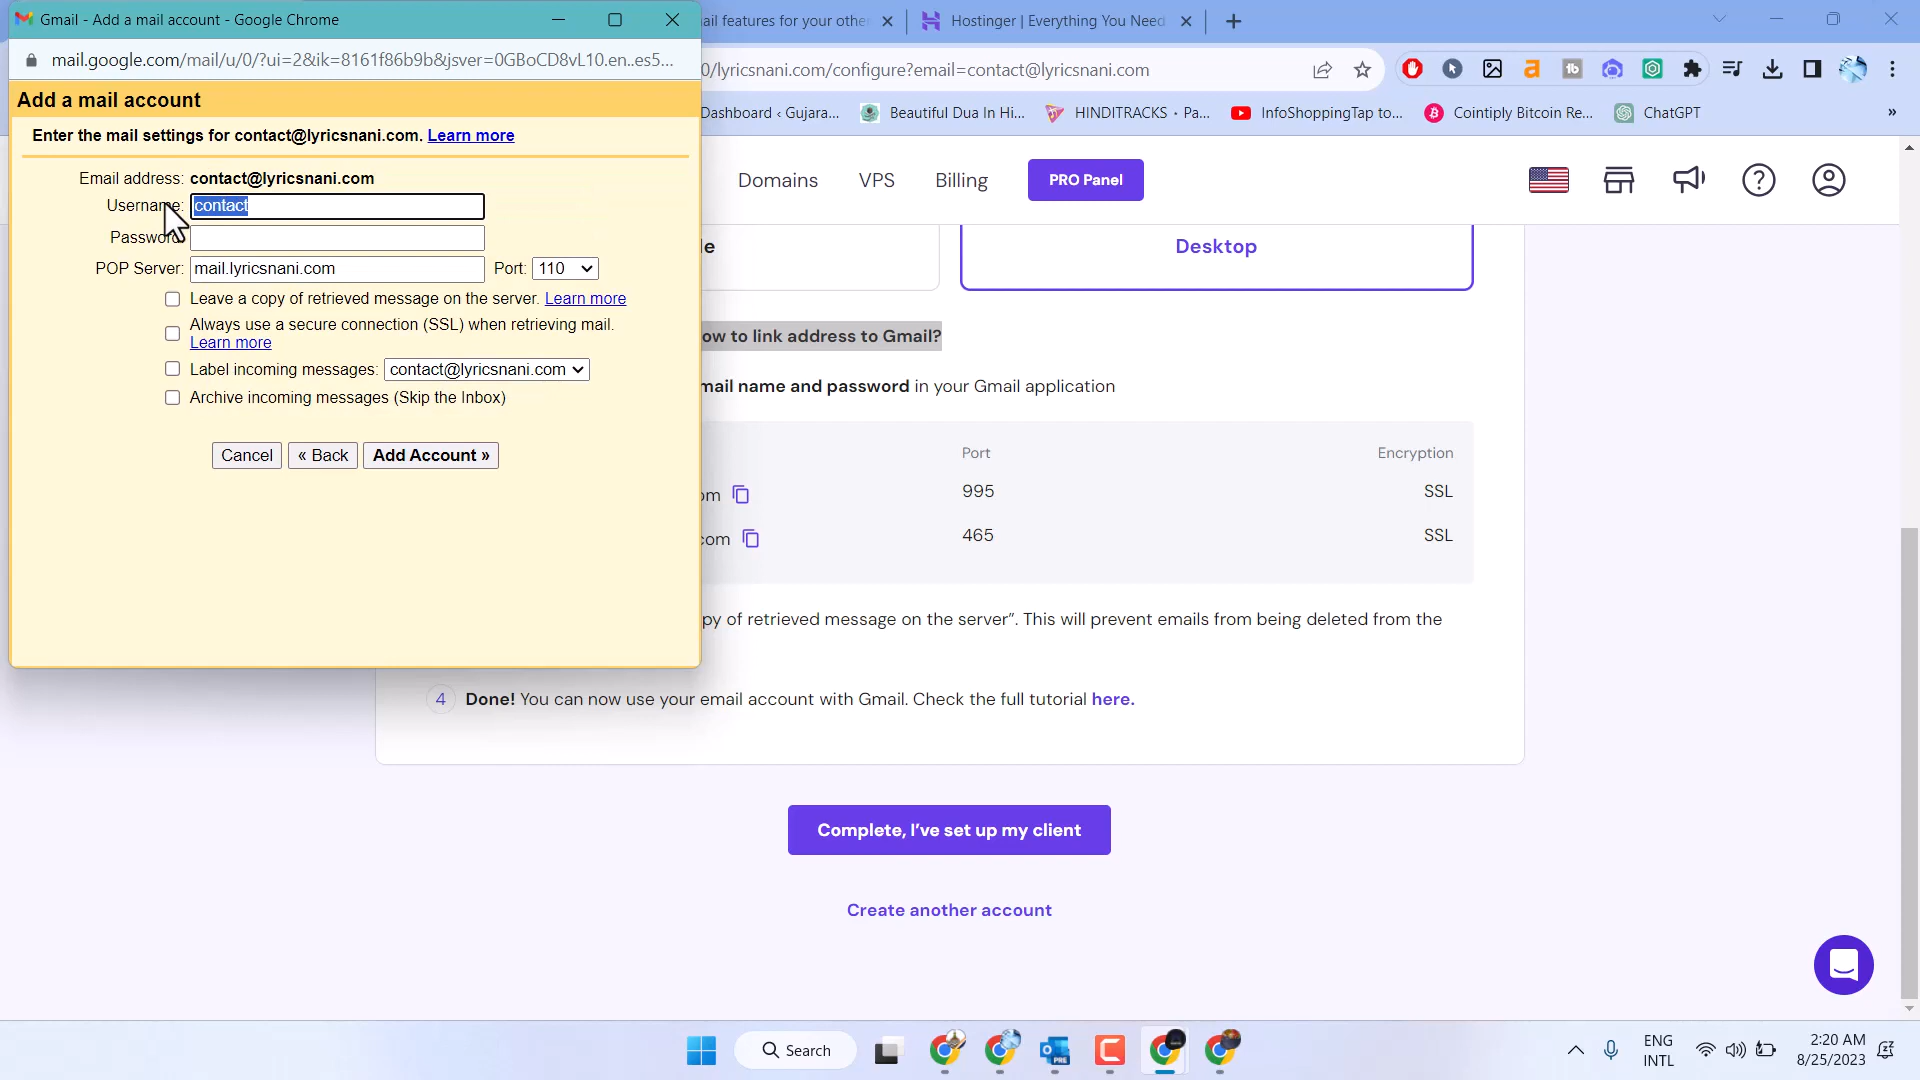 Gmail - Add a mail account - Google Chrome
ail features for your othe
Hostinger | Everything You Need
mail.google.com/mail/u/0/?ui=2&ik=8161f86b9b&jsver=0GBoCD8vL10.en..es5...
0/lyricsnani.com/configure?email=contact@lyricsnani.com
Dashboard ‹ Gujara...
Beautiful Dua In Hi...
HINDITRACKS • Pa...
InfoShoppingTap to...
Cointiply Bitcoin Re...
ChatGPT
»
Add a mail account
Enter the mail settings for contact@lyricsnani.com. Learn more
Email address: contact@lyricsnani.com
Username: contact
Password:
POP Server: mail.lyricsnani.com Port: 110
Leave a copy of retrieved message on the server. Learn more
Always use a secure connection (SSL) when retrieving mail.
Learn more
Label incoming messages: contact@lyricsnani.com
Archive incoming messages (Skip the Inbox)
Cancel « Back Add Account »
Domains VPS Billing PRO Panel
le
Desktop
ow to link address to Gmail?
mail name and password in your Gmail application
Port Encryption
om 995 SSL
com 465 SSL
py of retrieved message on the server”. This will prevent emails from being deleted from the
4 Done! You can now use your email account with Gmail. Check the full tutorial here.
Complete, I’ve set up my client
Create another account
Search
PRE
ENG
INTL
2:20 AM
8/25/2023